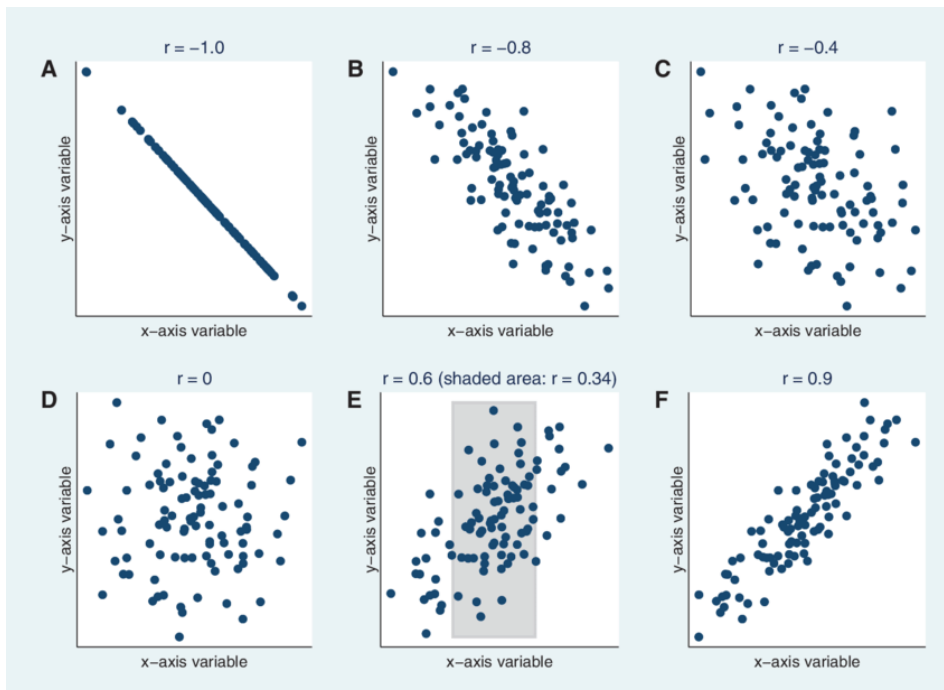 r = −1.0
A
y−axis variable
x−axis variable
r = −0.8
B
y−axis variable
x−axis variable
r = −0.4
C
y−axis variable
x−axis variable
r = 0
D
y−axis variable
x−axis variable
r = 0.6 (shaded area: r = 0.34)
E
y−axis variable
x−axis variable
r = 0.9
F
y−axis variable
x−axis variable